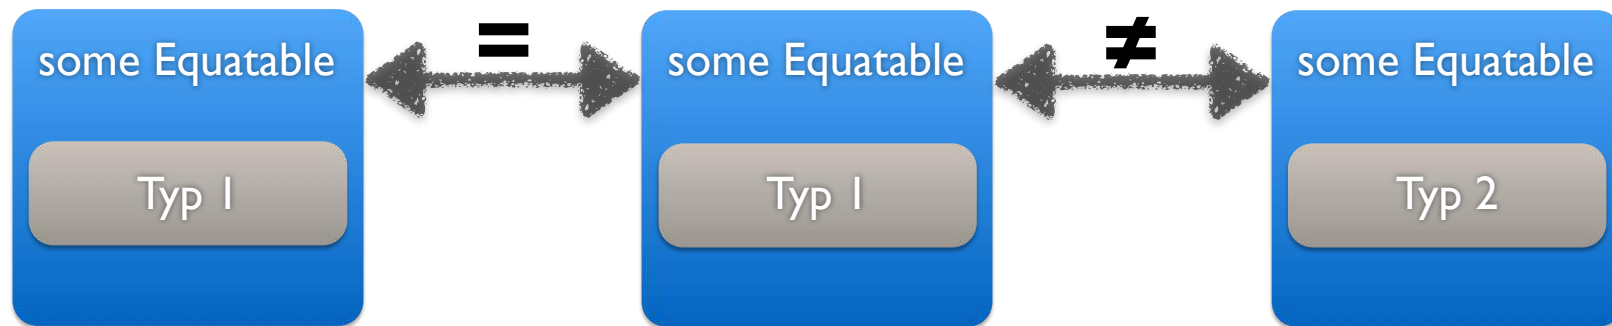 some Equatable
Typ 1
=
some Equatable
Typ 1
≠
some Equatable
Typ 2